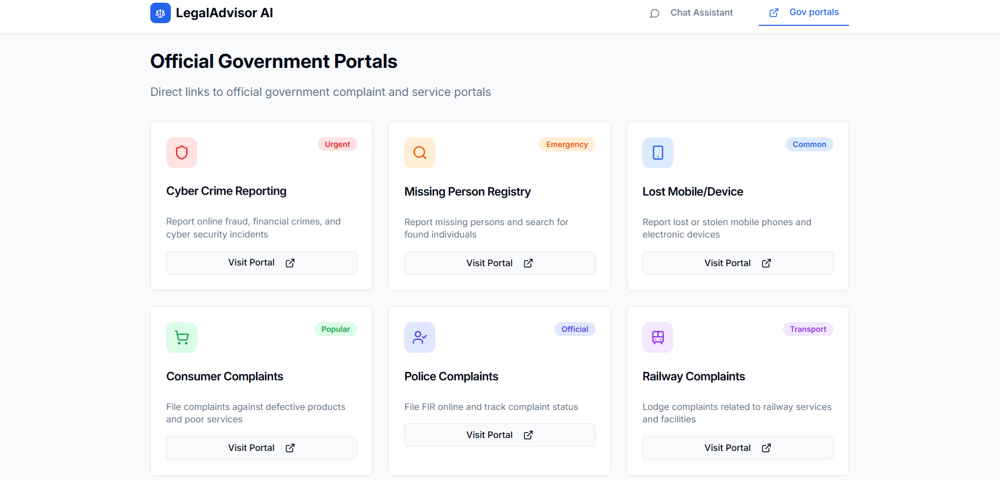 LegalAdvisor AI
Chat Assistant
Gov portals
Official Government Portals
Direct links to official government complaint and service portals
Urgent
Cyber Crime Reporting
Report online fraud, financial crimes, and
cyber security incidents
Visit Portal
Emergency
Missing Person Registry
Report missing persons and search for
found individuals
Visit Portal
Common
Lost Mobile/Device
Report lost or stolen mobile phones and
electronic devices
Visit Portal
Popular
Consumer Complaints
File complaints against defective products
and poor services
Visit Portal
Official
Police Complaints
File FIR online and track complaint status
Visit Portal
Transport
Railway Complaints
Lodge complaints related to railway services
and facilities
Visit Portal